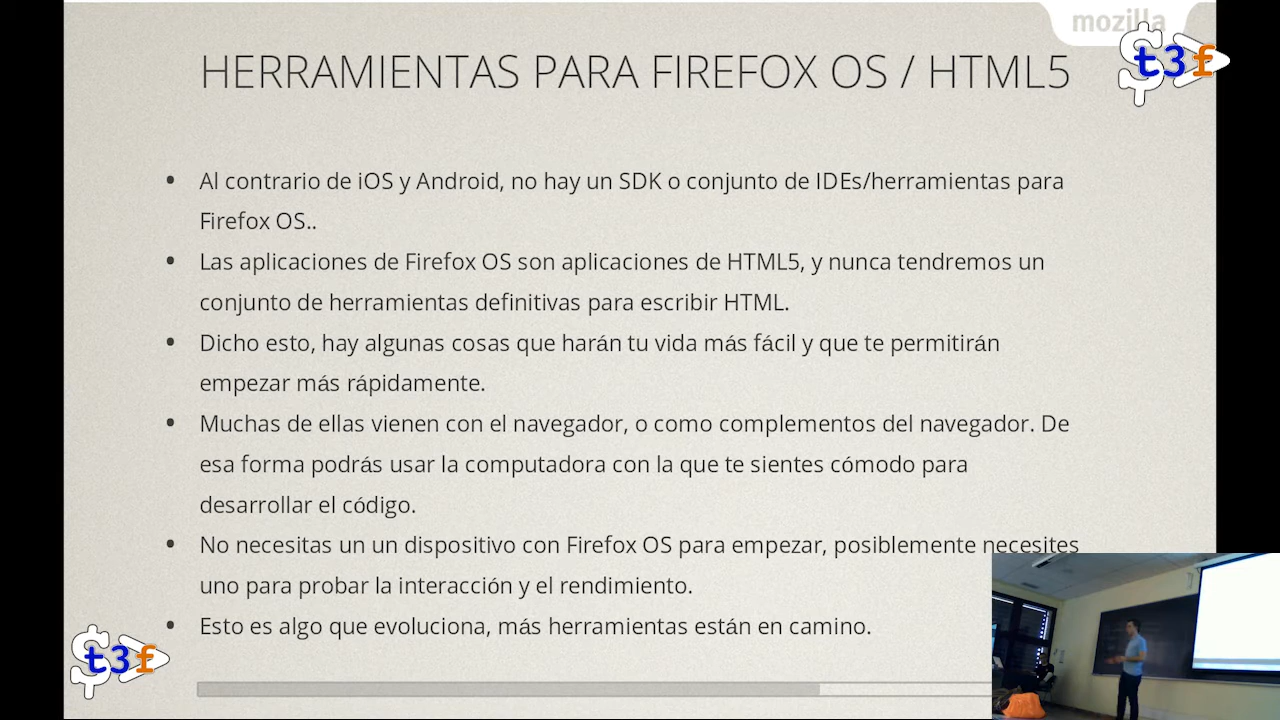 mozilla
t3f
HERRAMIENTAS PARA FIREFOX OS / HTML5
• Al contrario de iOS y Android, no hay un SDK o conjunto de IDEs/herramientas para
Firefox OS..
• Las aplicaciones de Firefox OS son aplicaciones de HTML5, y nunca tendremos un
conjunto de herramientas definitivas para escribir HTML.
• Dicho esto, hay algunas cosas que harán tu vida más fácil y que te permitirán
empezar más rápidamente.
• Muchas de ellas vienen con el navegador, o como complementos del navegador. De
esa forma podrás usar la computadora con la que te sientes cómodo para
desarrollar el código.
• No necesitas un un dispositivo con Firefox OS para empezar, posiblemente necesites
uno para probar la interacción y el rendimiento.
• Esto es algo que evoluciona, más herramientas están en camino.
t3f